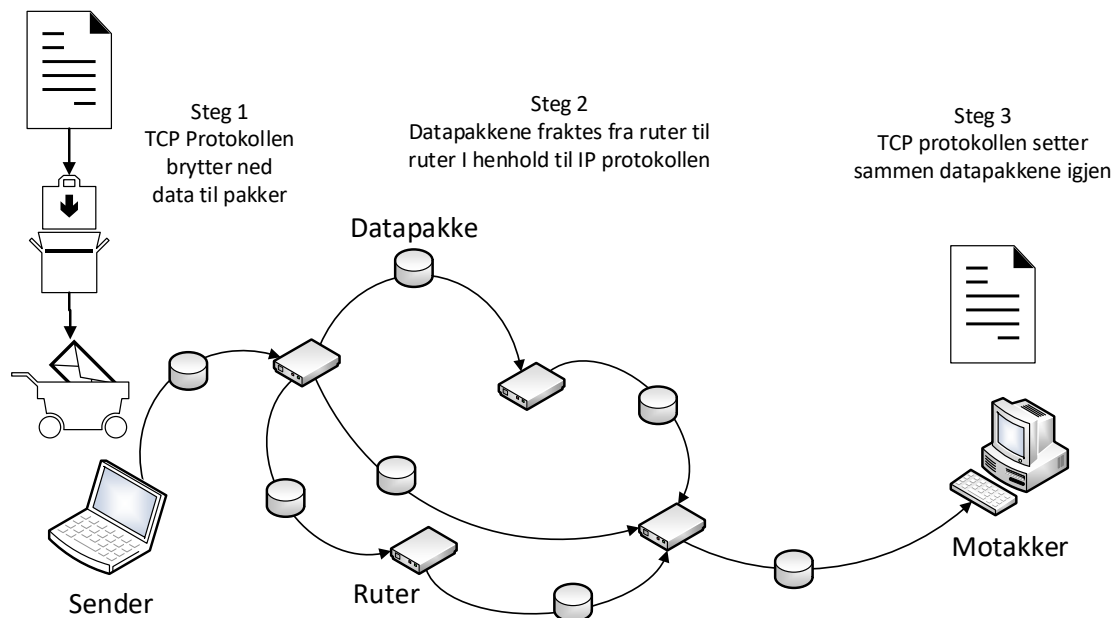 Steg 1
TCP Protokollen
brytter ned
data til pakker
Steg 2
Datapakkene fraktes fra ruter til
ruter I henhold til IP protokollen
Steg 3
TCP protokollen setter
sammen datapakkene igjen
Datapakke
Sender
Ruter
Motakker